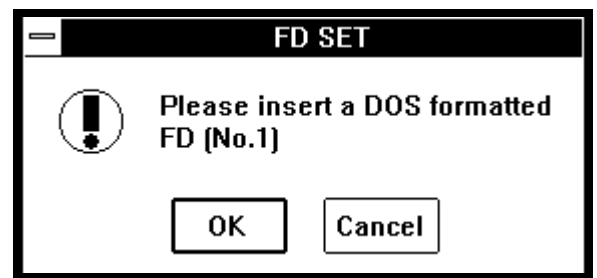 FD SET
Please insert a DOS formatted
FD (No.1)
OK
Cancel